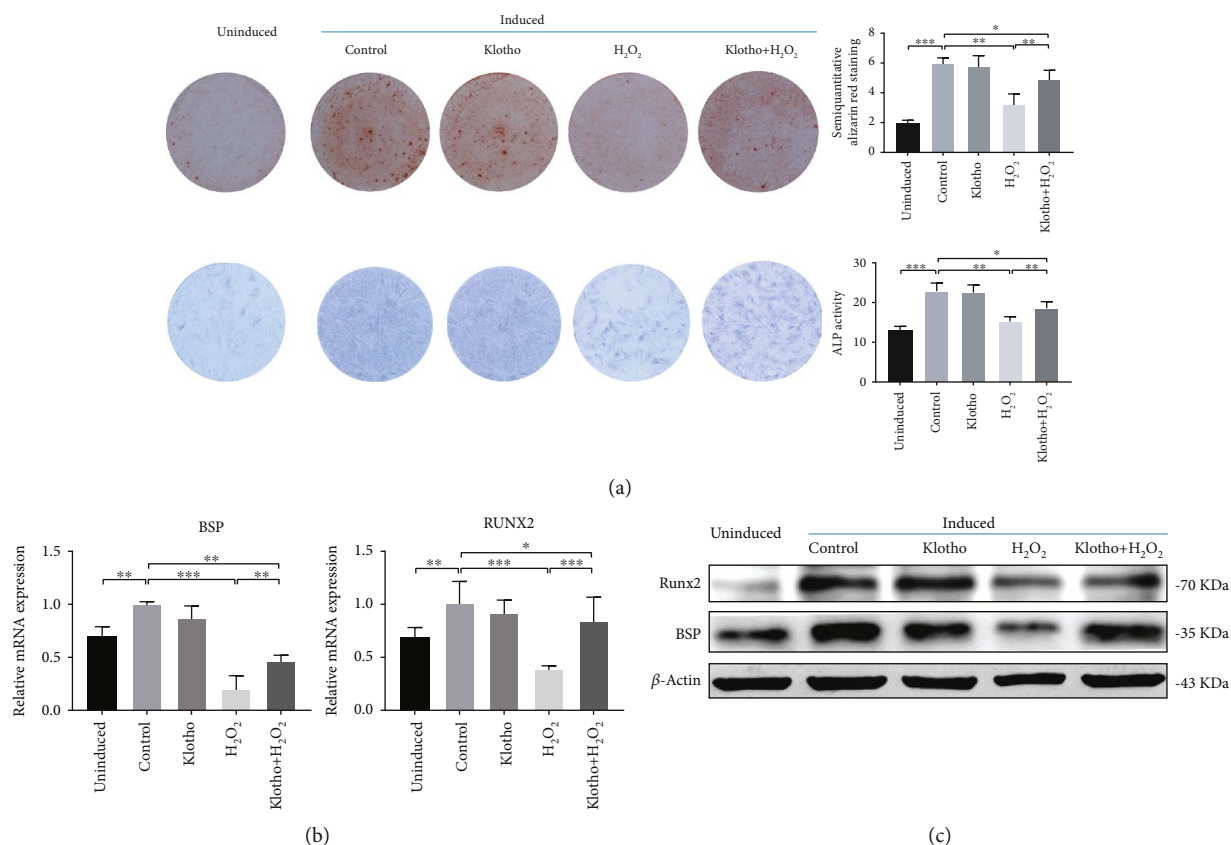 (a)
Uninduced
Induced
Control
Klotho
H₂O₂
Klotho+H₂O₂
Semiquantitative
alizarin red staining
8
6
4
2
0
***
**
**
*
Uninduced
Control
Klotho
H₂O₂
Klotho+H₂O₂
ALP activity
30
20
10
0
***
**
**
*
Uninduced
Control
Klotho
H₂O₂
Klotho+H₂O₂
(a)
BSP
Relative mRNA expression
1.5
1.0
0.5
0.0
**
***
**
**
Uninduced
Control
Klotho
H₂O₂
Klotho+H₂O₂
RUNX2
Relative mRNA expression
1.5
1.0
0.5
0.0
**
***
***
*
Uninduced
Control
Klotho
H₂O₂
Klotho+H₂O₂
(b)
Uninduced
Induced
Control
Klotho
H₂O₂
Klotho+H₂O₂
Runx2
-70 KDa
BSP
-35 KDa
β-Actin
-43 KDa
(c)